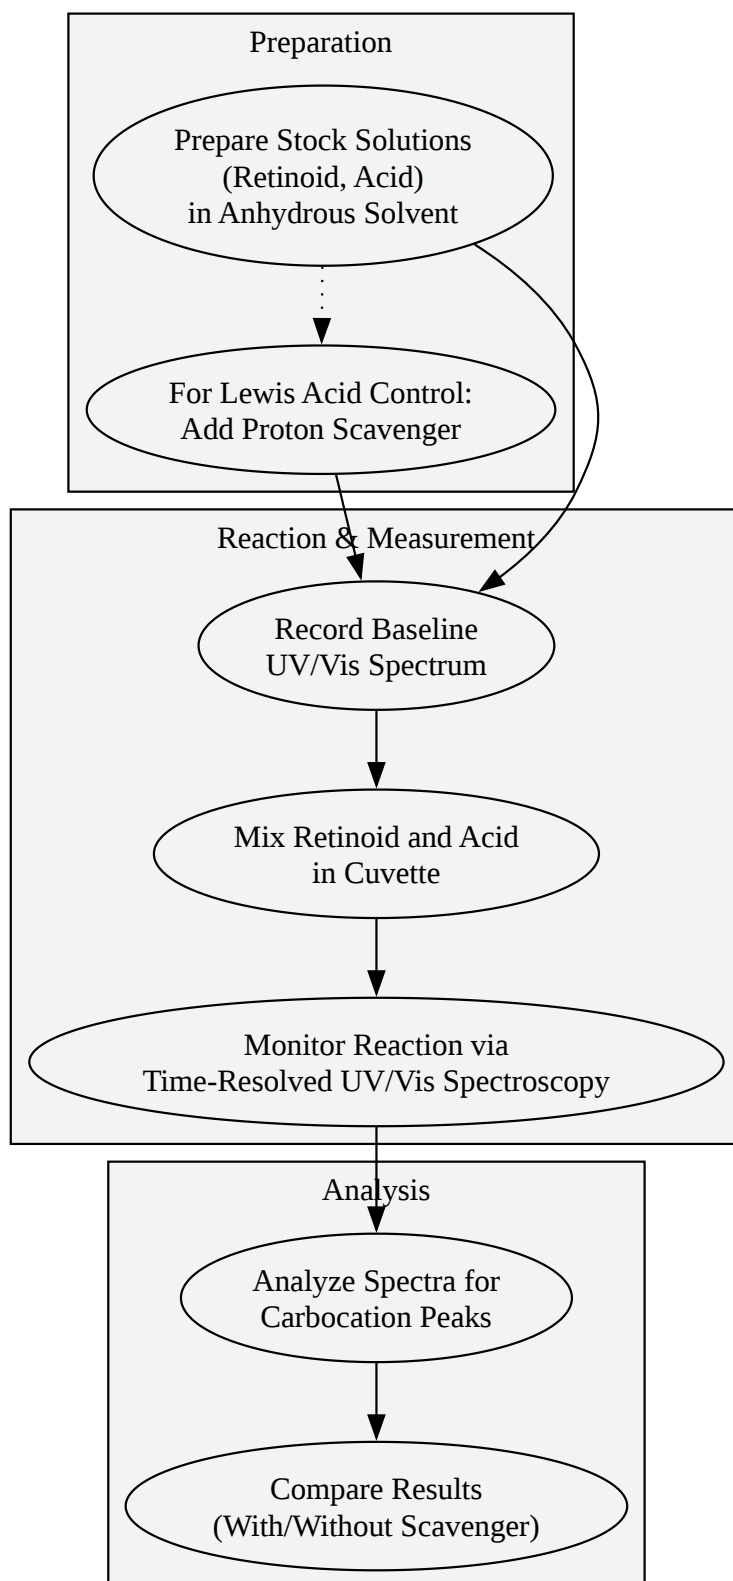 Preparation
Prepare Stock Solutions
(Retinoid, Acid)
in Anhydrous Solvent
For Lewis Acid Control:
Add Proton Scavenger
Reaction & Measurement
Record Baseline
UV/Vis Spectrum
Mix Retinoid and Acid
in Cuvette
Monitor Reaction via
Time-Resolved UV/Vis Spectroscopy
Analysis
Analyze Spectra for
Carbocation Peaks
Compare Results
(With/Without Scavenger)